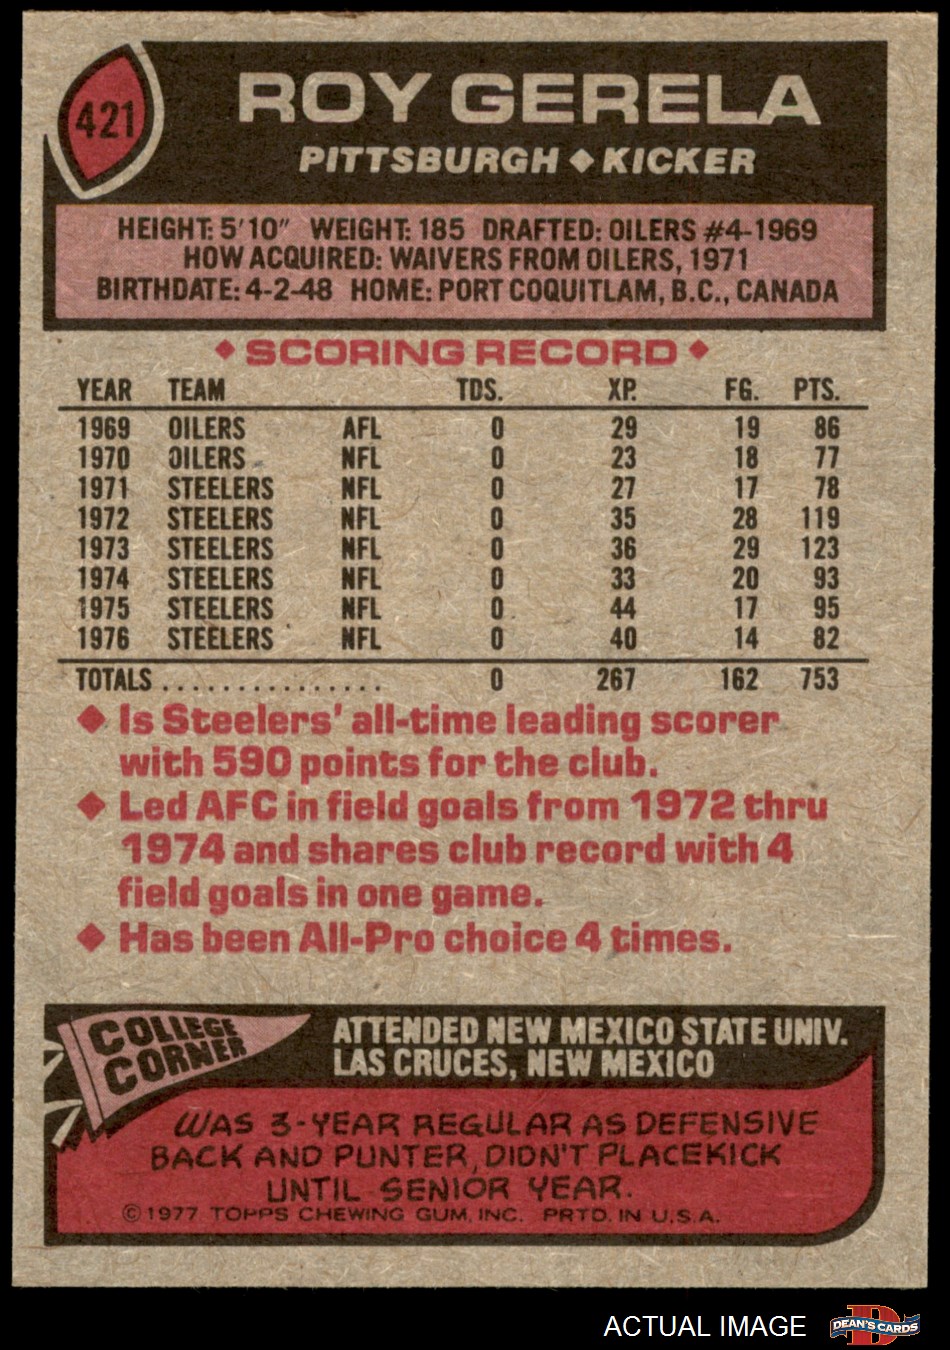 421
ROY GERELA
PITTSBURGH ◆ KICKER
HEIGHT: 5'10" WEIGHT: 185 DRAFTED: OILERS #4-1969
HOW ACQUIRED: WAIVERS FROM OILERS, 1971
BIRTHDATE: 4-2-48 HOME: PORT COQUITLAM, B.C., CANADA
◆ SCORING RECORD ◆
YEAR TEAM TDS. XP. FG. PTS.
1969 OILERS AFL 0 29 19 86
1970 OILERS NFL 0 23 18 77
1971 STEELERS NFL 0 27 17 78
1972 STEELERS NFL 0 35 28 119
1973 STEELERS NFL 0 36 29 123
1974 STEELERS NFL 0 33 20 93
1975 STEELERS NFL 0 44 17 95
1976 STEELERS NFL 0 40 14 82
TOTALS ................ 0 267 162 753
◆ Is Steelers' all-time leading scorer
with 590 points for the club.
◆ Led AFC in field goals from 1972 thru
1974 and shares club record with 4
field goals in one game.
◆ Has been All-Pro choice 4 times.
COLLEGE
CORNER
ATTENDED NEW MEXICO STATE UNIV.
LAS CRUCES, NEW MEXICO
WAS 3-YEAR REGULAR AS DEFENSIVE
BACK AND PUNTER, DIDN'T PLACEKICK
UNTIL SENIOR YEAR.
© 1977 TOPPS CHEWING GUM, INC. PRTD. IN U.S.A.
ACTUAL IMAGE
D
DEAN'S CARDS